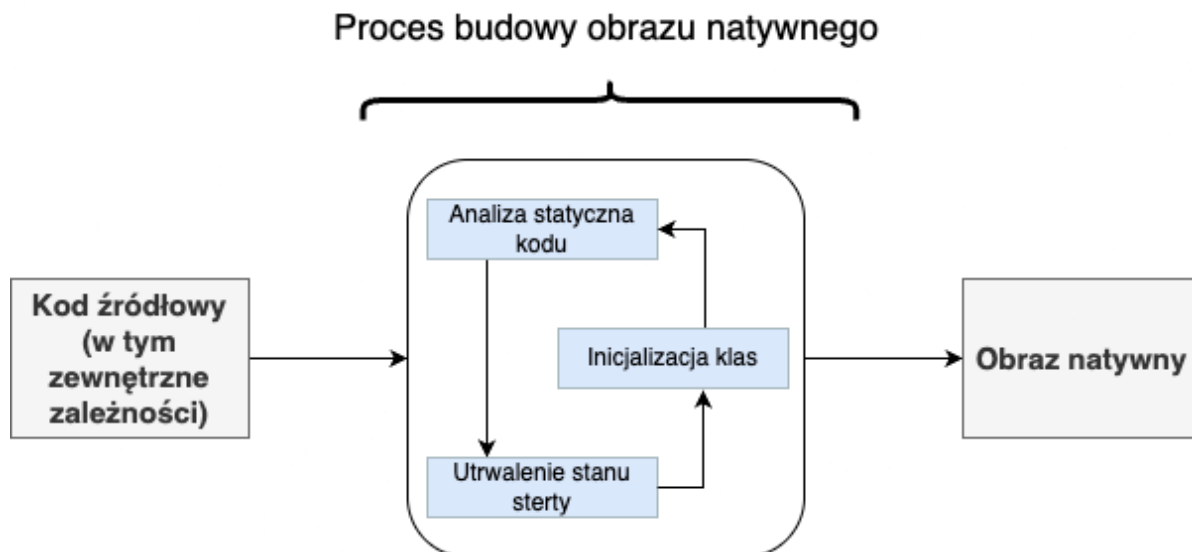 Proces budowy obrazu natywnego
Analiza statyczna
kodu
Kod źródłowy
(w tym
zewnętrzne
zależności)
Inicjalizacja klas
Obraz natywny
Utrwalenie stanu
sterty